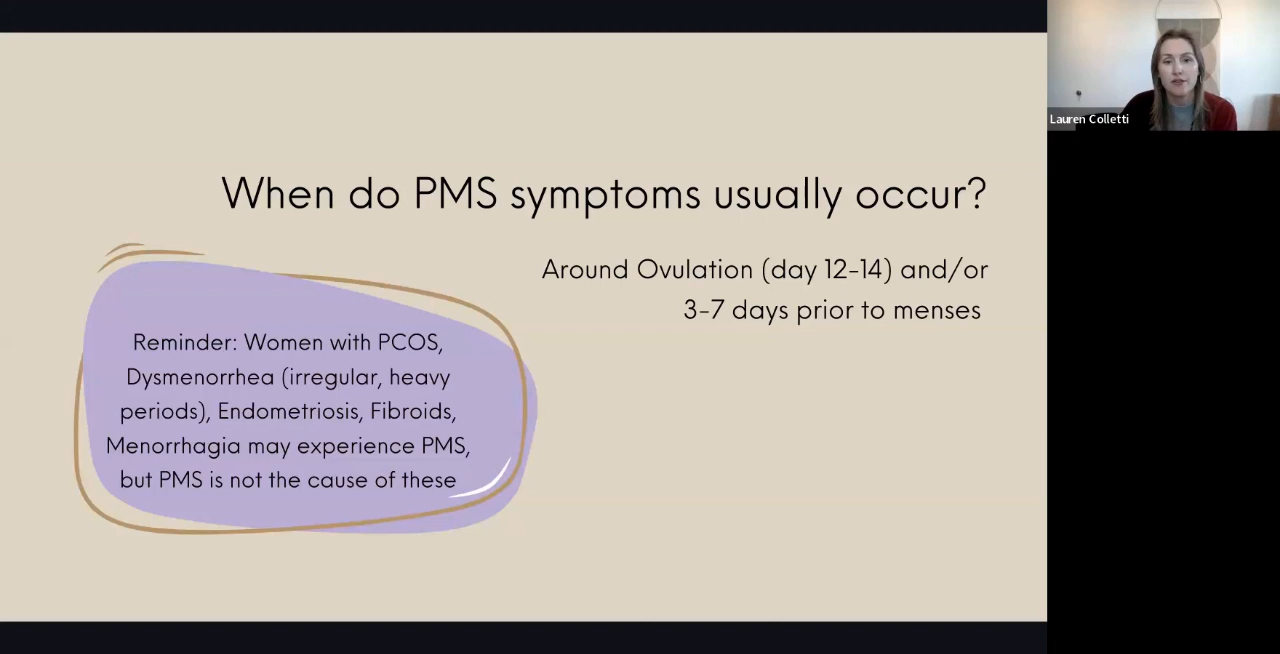 When do PMS symptoms usually occur?
Around Ovulation (day 12-14) and/or
3-7 days prior to menses
Reminder: Women with PCOS,
Dysmenorrhea (irregular, heavy
periods), Endometriosis, Fibroids,
Menorrhagia may experience PMS,
but PMS is not the cause of these
Lauren Colletti